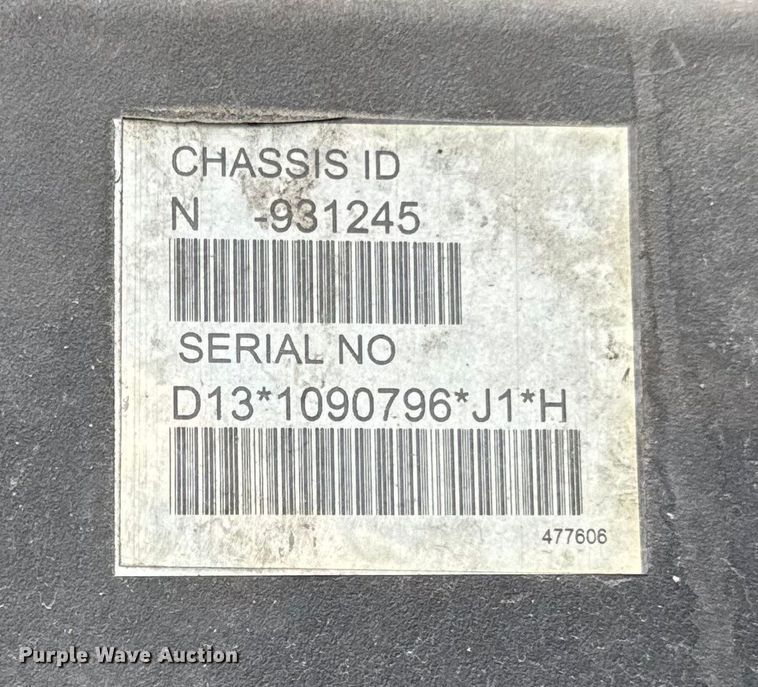 CHASSIS ID
N -931245
SERIAL NO
D13*1090796*J1*H
477606
Purple Wave Auction